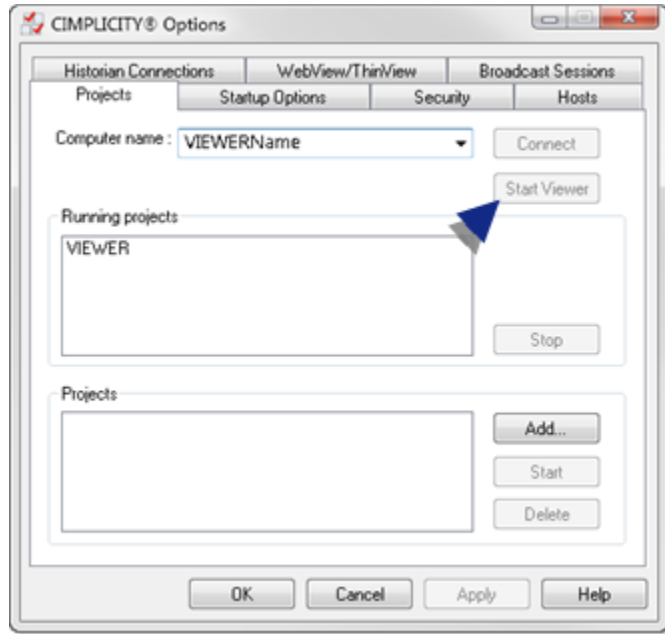 CIMPLICITY® Options
Historian Connections WebView/ThinView Broadcast Sessions
Projects Startup Options Security Hosts
Computer name : VIEWERName Connect
Start Viewer
Running projects
VIEWER
Stop
Projects
Add...
Start
Delete
OK Cancel Apply Help